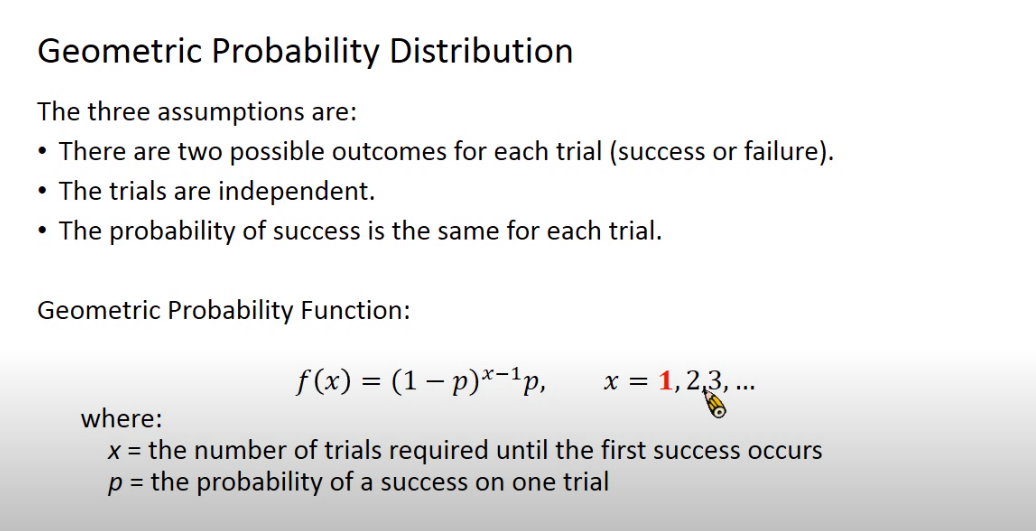 Geometric Probability Distribution
The three assumptions are:
• There are two possible outcomes for each trial (success or failure).
• The trials are independent.
• The probability of success is the same for each trial.
Geometric Probability Function:
f(x) = (1 − p)ˣ⁻¹p, x = 1, 2,3, …
where:
x = the number of trials required until the first success occurs
p = the probability of a success on one trial